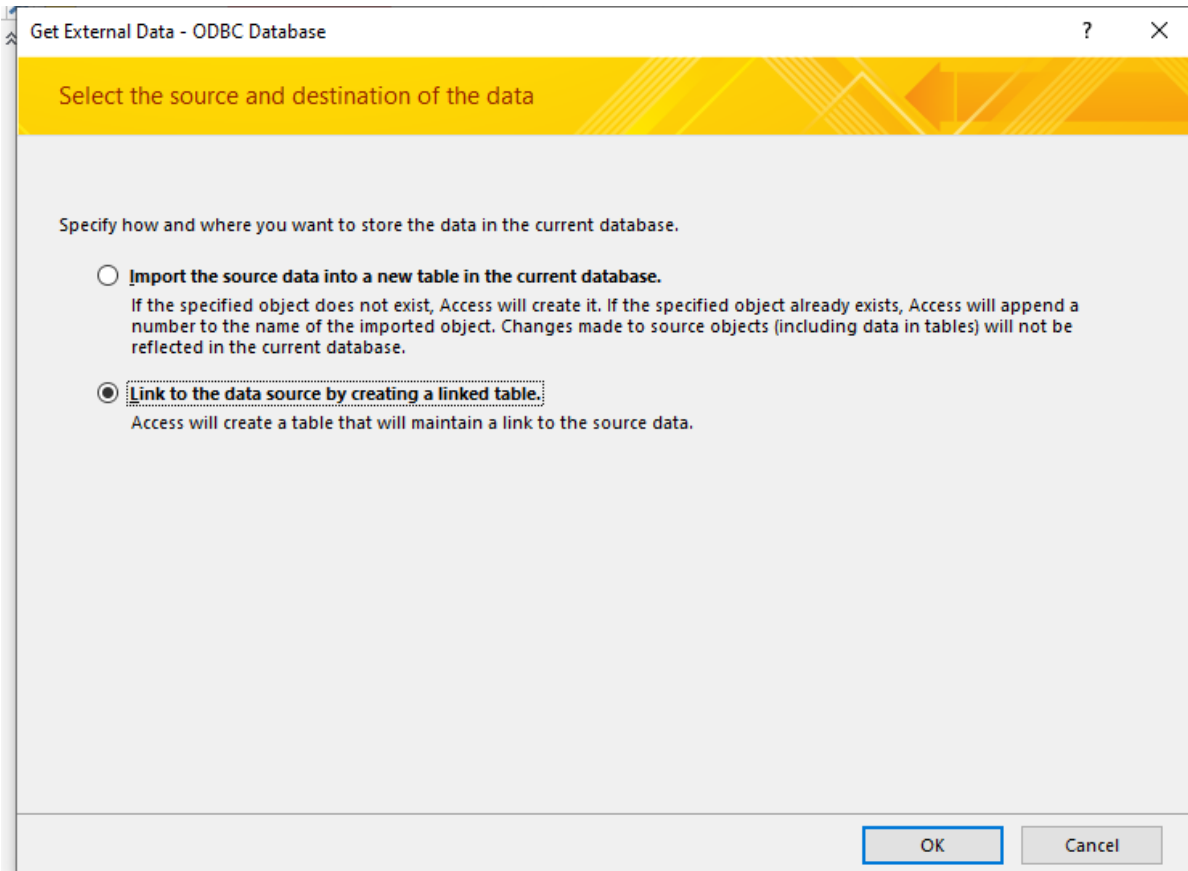 Get External Data - ODBC Database
?
Select the source and destination of the data
Specify how and where you want to store the data in the current database.
Import the source data into a new table in the current database.
If the specified object does not exist, Access will create it. If the specified object already exists, Access will append a
number to the name of the imported object. Changes made to source objects (including data in tables) will not be
reflected in the current database.
Link to the data source by creating a linked table.
Access will create a table that will maintain a link to the source data.
OK
Cancel